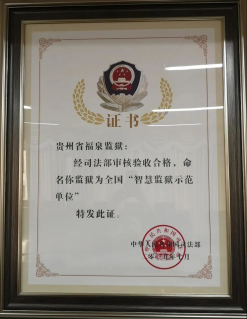 证书
贵州省福泉监狱：
经司法部审核验收合格，命
名你监狱为全国“智慧监狱示范
单位”
特发此证。
中华人民共和国司法部